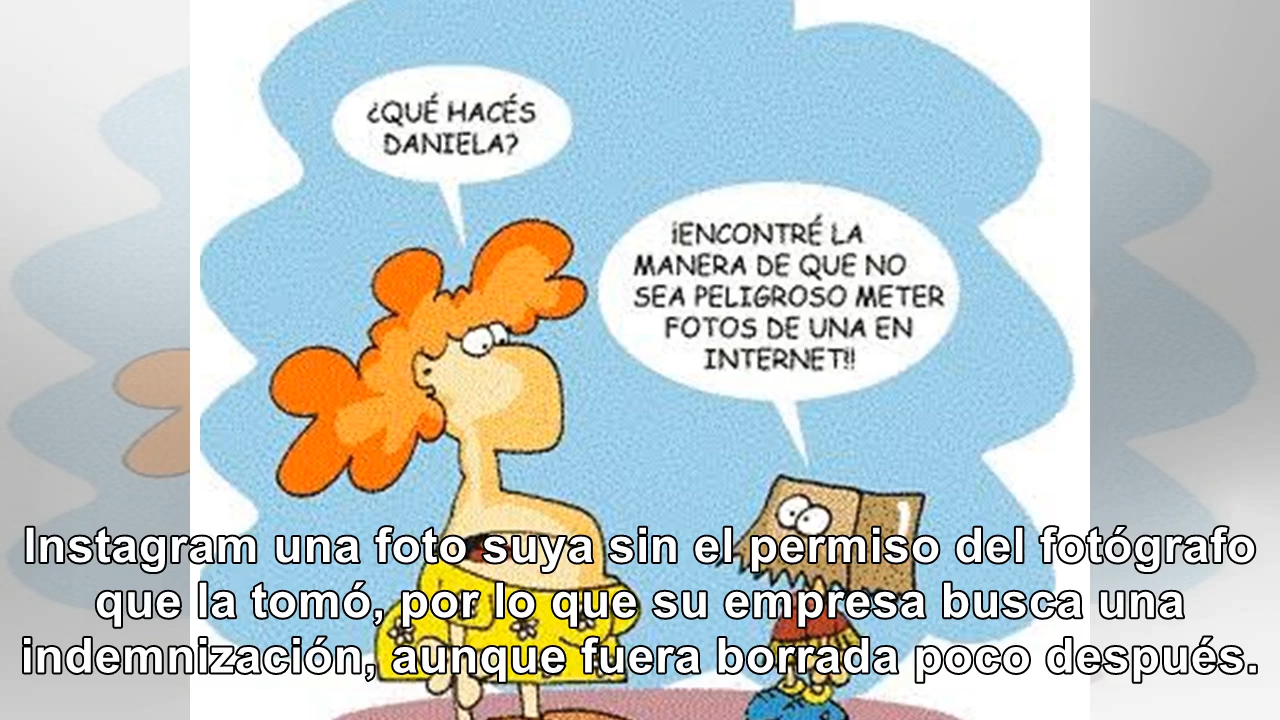 ¿QUÉ HACÉS
DANIELA?
¡ENCONTRÉ LA
MANERA DE QUE NO
SEA PELIGROSO METER
FOTOS DE UNA EN
INTERNET!!
Instagram una foto suya sin el permiso del fotógrafo
que la tomó, por lo que su empresa busca una
indemnización, aunque fuera borrada poco después.